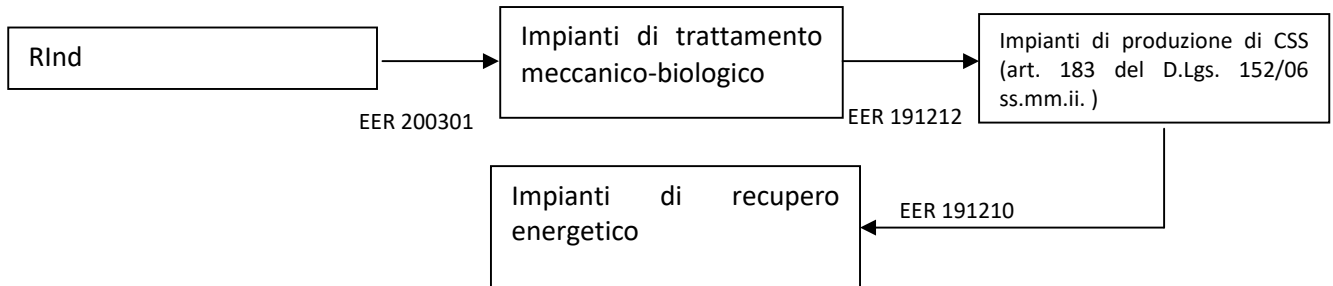 RInd
EER 200301
Impianti di trattamento
meccanico-biologico
EER 191212
Impianti di produzione di CSS
(art. 183 del D.Lgs. 152/06
ss.mm.ii. )
EER 191210
Impianti di recupero
energetico